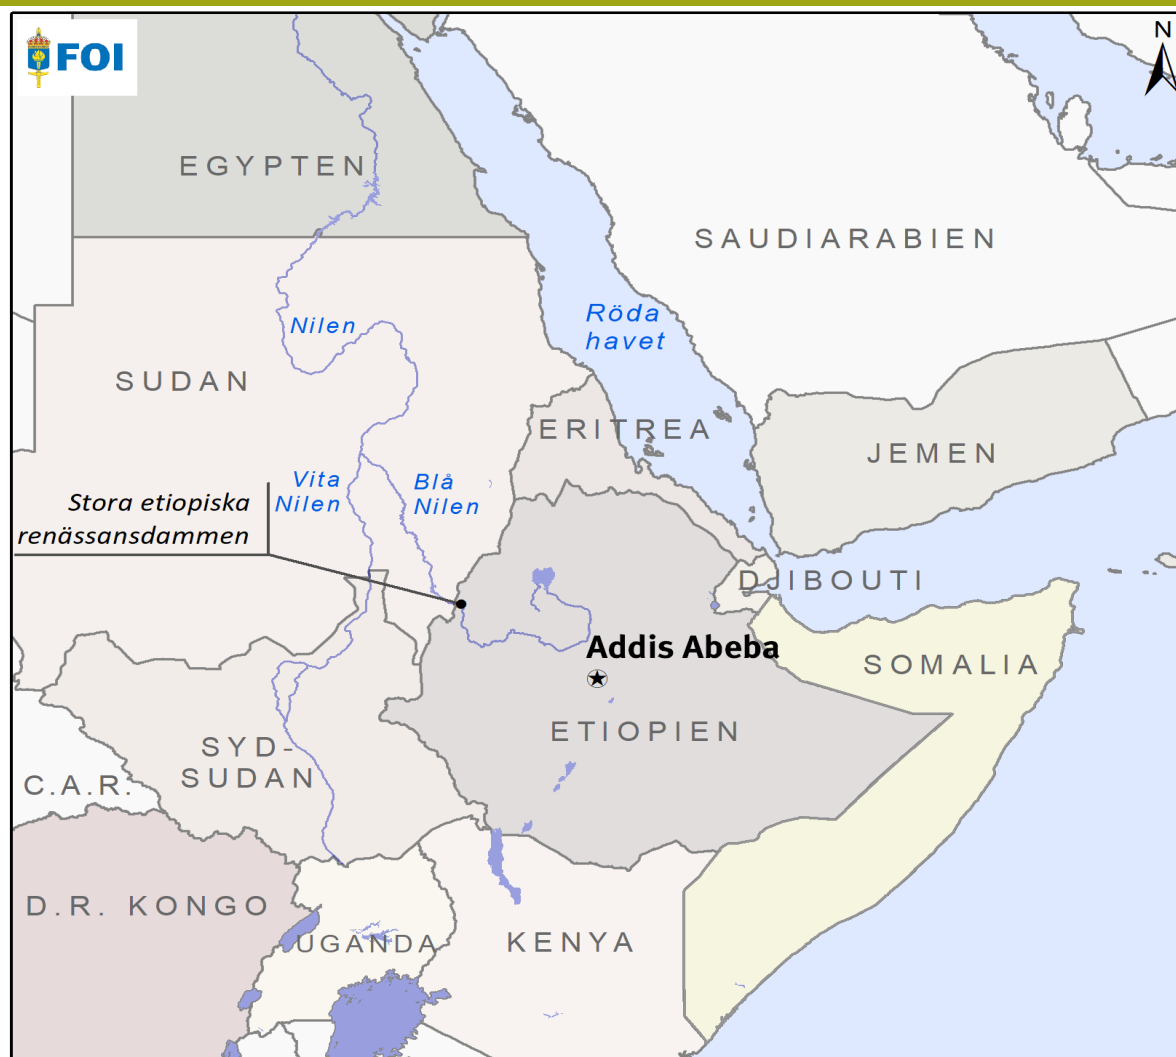 FOI
N
EGYPTEN
SAUDIARABIEN
Röda
havet
Nilen
SUDAN
ERITREA
JEMEN
Vita
Nilen
Blå
Nilen
Stora etiopiska
renässansdammen
DJIBOUTI
Addis Abeba
SOMALIA
ETIOPIEN
SYD-
SUDAN
C.A.R.
D.R. KONGO
UGANDA
KENYA